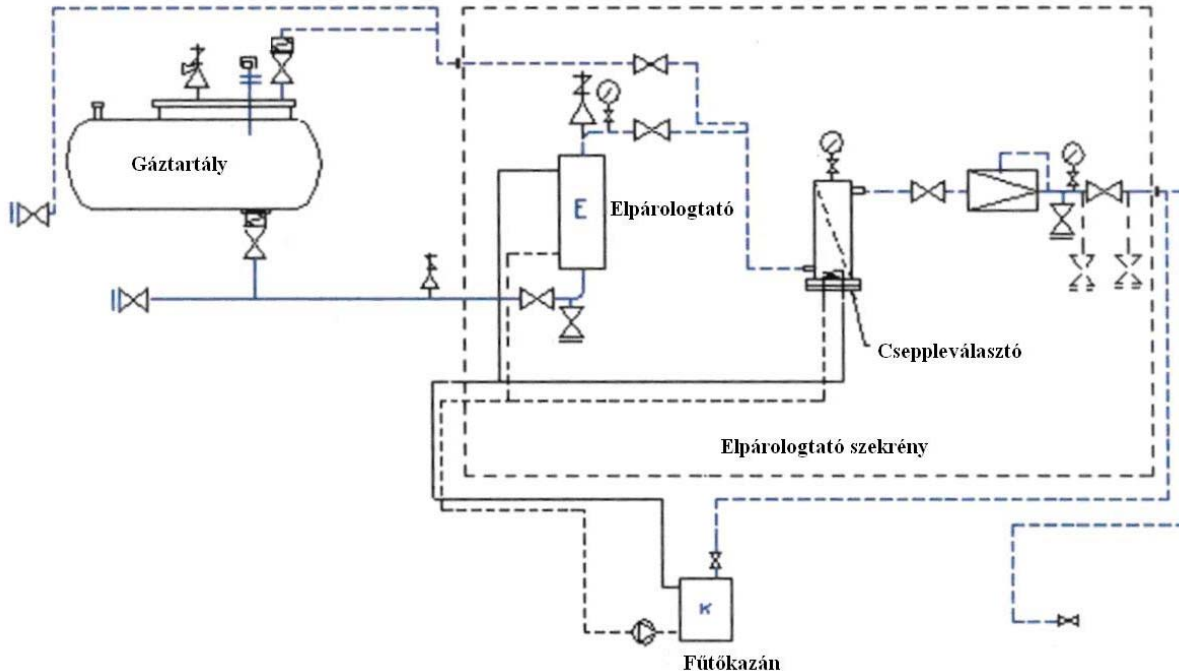 Gáztartály
E
Elpárologtató
Cseppleválasztó
Elpárologtató szekrény
K
Fűtőkazán